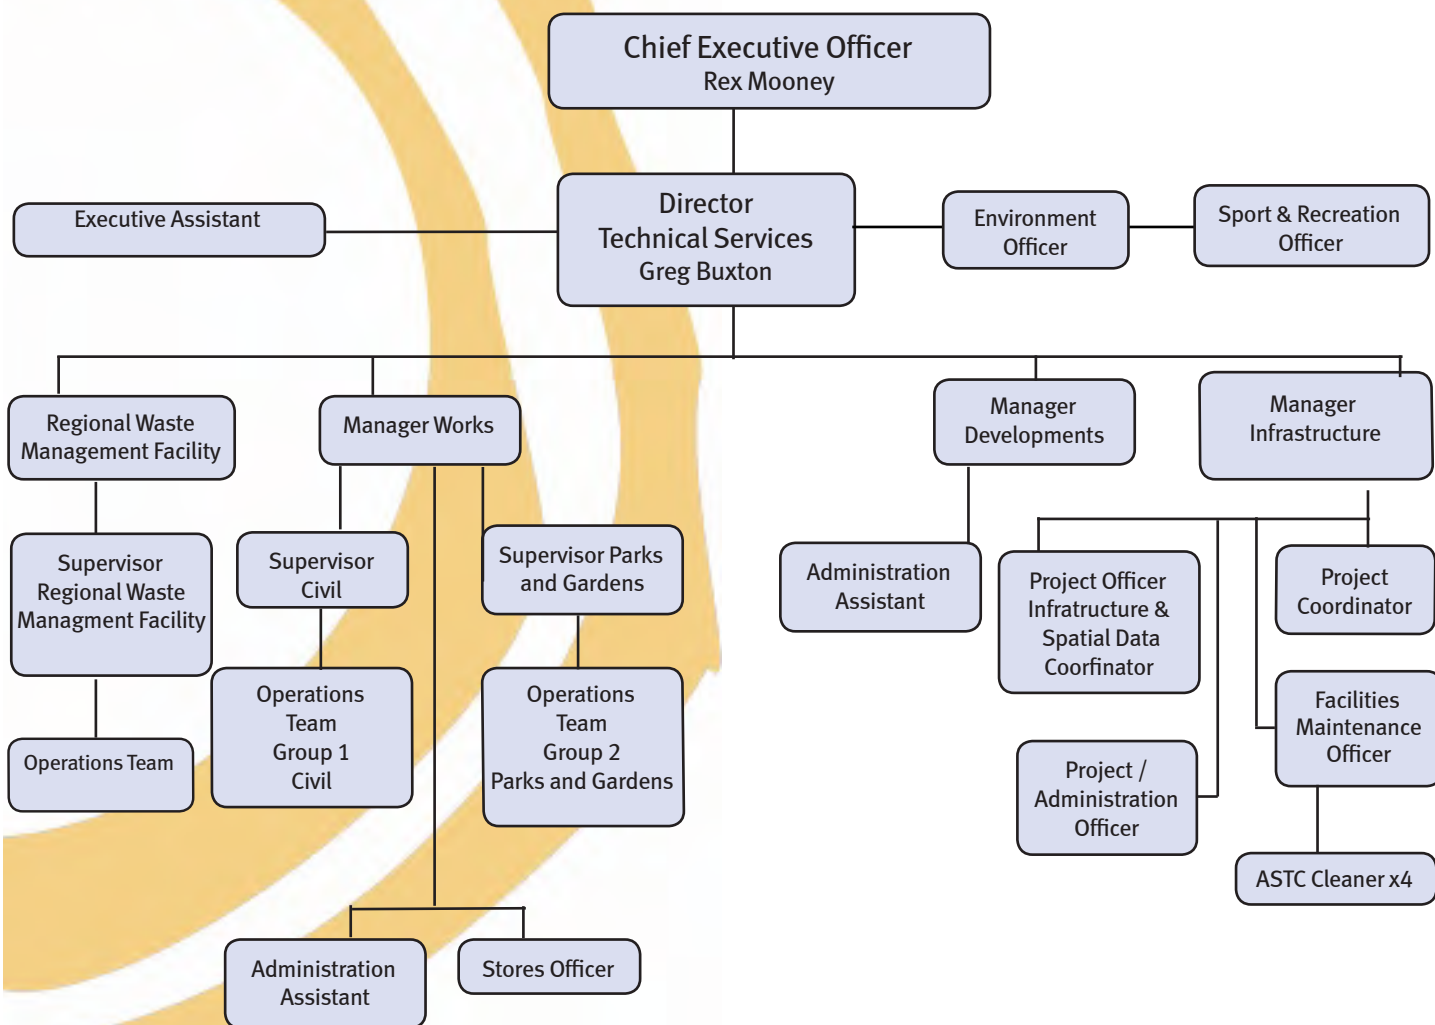 Chief Executive Officer
Rex Mooney
Director
Technical Services
Greg Buxton
Executive Assistant
Environment
Officer
Sport & Recreation
Officer
Regional Waste
Management Facility
Manager Works
Manager
Developments
Manager
Infrastructure
Supervisor
Regional Waste
Managment Facility
Supervisor
Civil
Supervisor Parks
and Gardens
Administration
Assistant
Project Officer
Infratructure &
Spatial Data
Coorfinator
Project
Coordinator
Operations Team
Operations
Team
Group 1
Civil
Operations
Team
Group 2
Parks and Gardens
Facilities
Maintenance
Officer
Project /
Administration
Officer
ASTC Cleaner x4
Administration
Assistant
Stores Officer